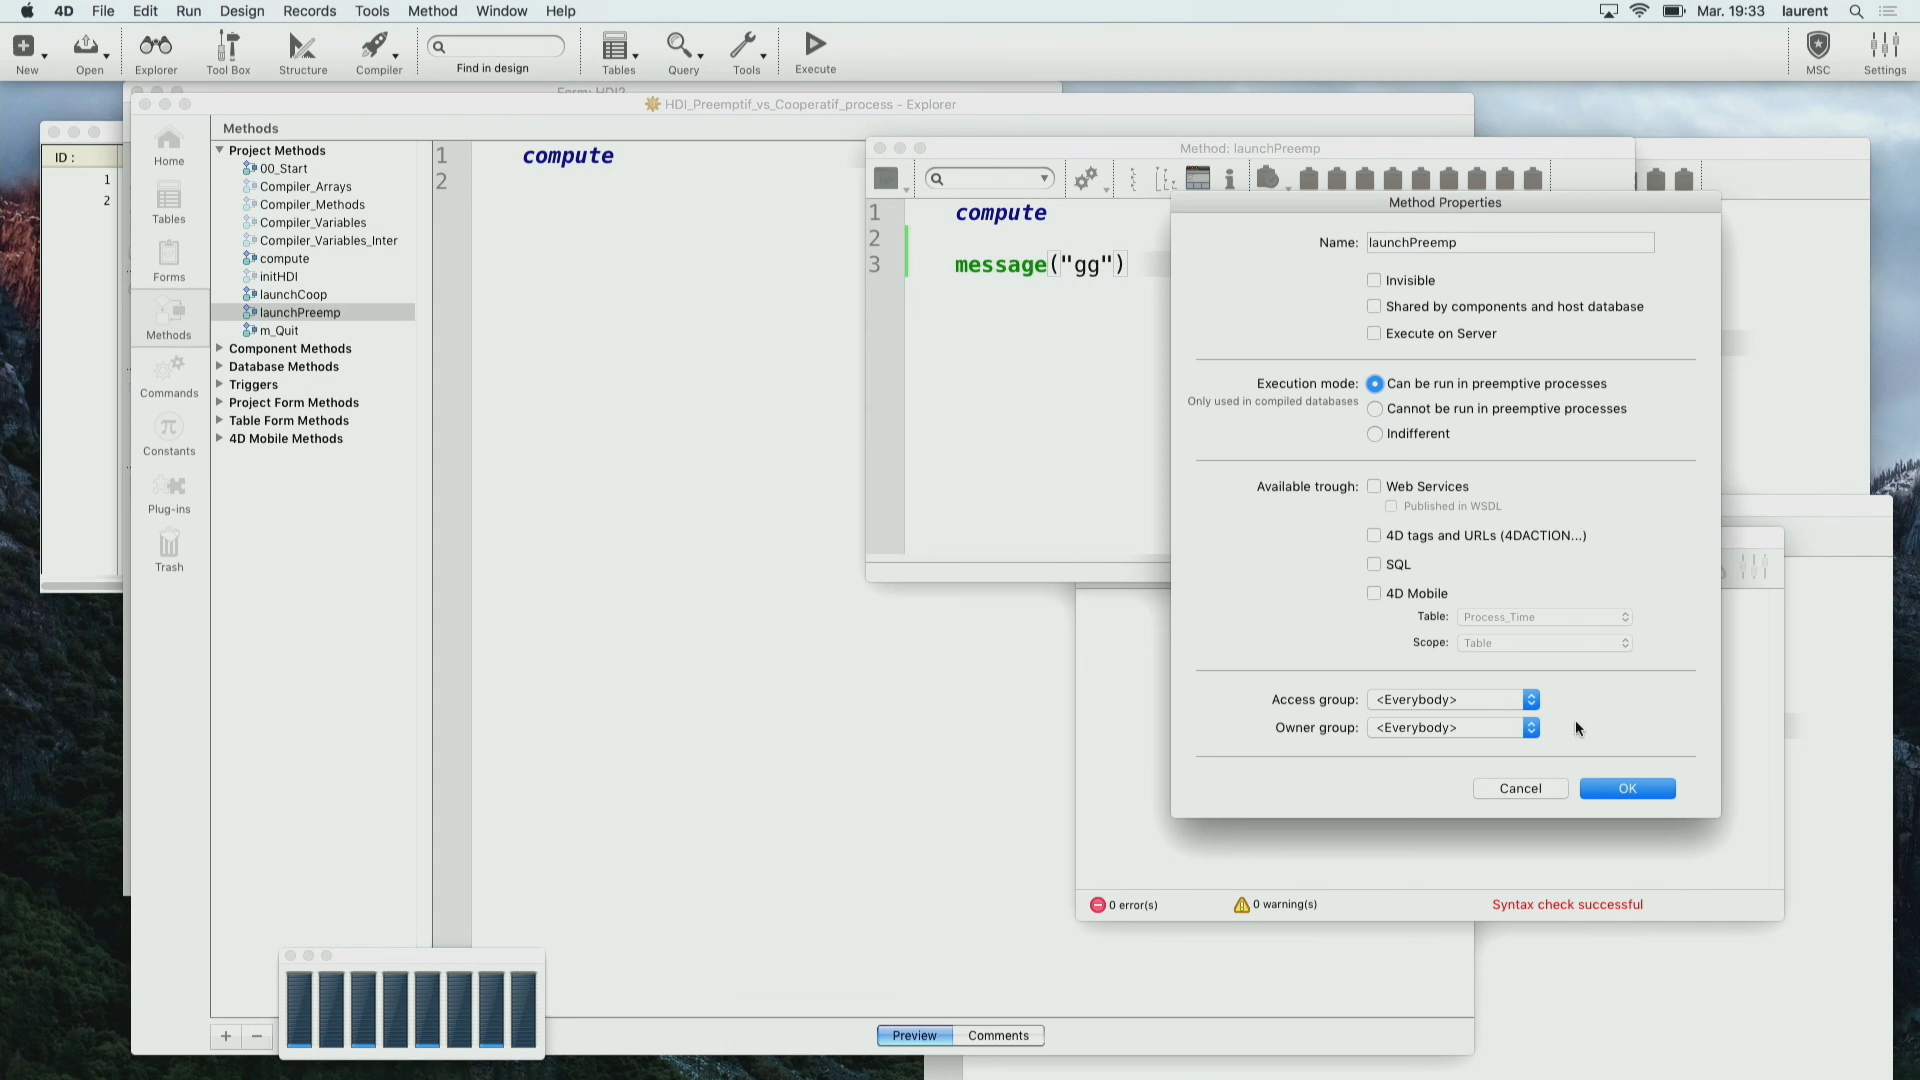 4D File Edit Run Design Records Tools Method Window Help Mar. 19:33 laurent
New Open Explorer Tool Box Structure Compiler Find in design Tables Query Tools Execute MSC Settings
HDI_Preemptif_vs_Cooperatif_process - Explorer
ID :
1
2
Home
Tables
Forms
Methods
Commands
Constants
Plug-ins
Trash
Methods
Project Methods
00_Start
Compiler_Arrays
Compiler_Methods
Compiler_Variables
Compiler_Variables_Inter
compute
initHDI
launchCoop
launchPreemp
m_Quit
Component Methods
Database Methods
Triggers
Project Form Methods
Table Form Methods
4D Mobile Methods
1 compute
2
Method: launchPreemp
1 compute
2
3 message("gg")
Method Properties
Name: launchPreemp
Invisible
Shared by components and host database
Execute on Server
Execution mode: Can be run in preemptive processes
Only used in compiled databases
Cannot be run in preemptive processes
Indifferent
Available trough: Web Services
Published in WSDL
4D tags and URLs (4DACTION...)
SQL
4D Mobile
Table: Process_Time
Scope: Table
Access group: <Everybody>
Owner group: <Everybody>
Cancel OK
0 error(s) 0 warning(s) Syntax check successful
+ −
Preview Comments